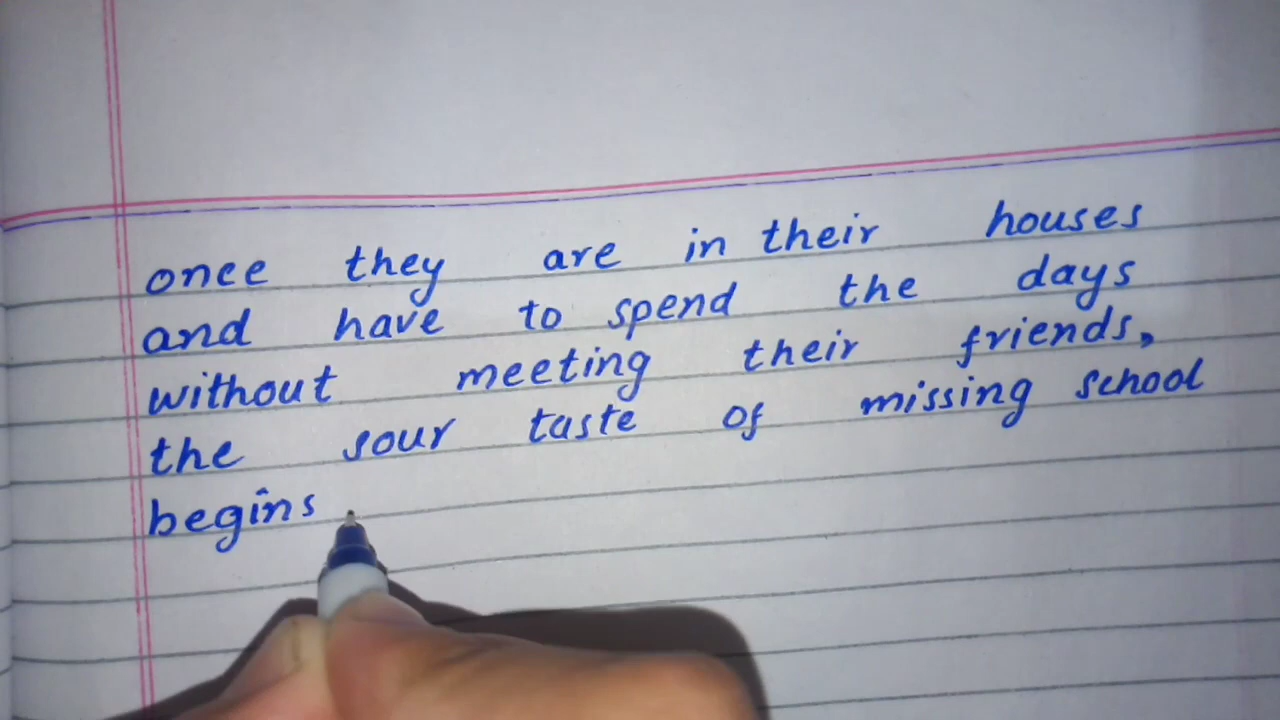 once they are in their houses
and have to spend the days
without meeting their friends,
the sour taste of missing school
begins